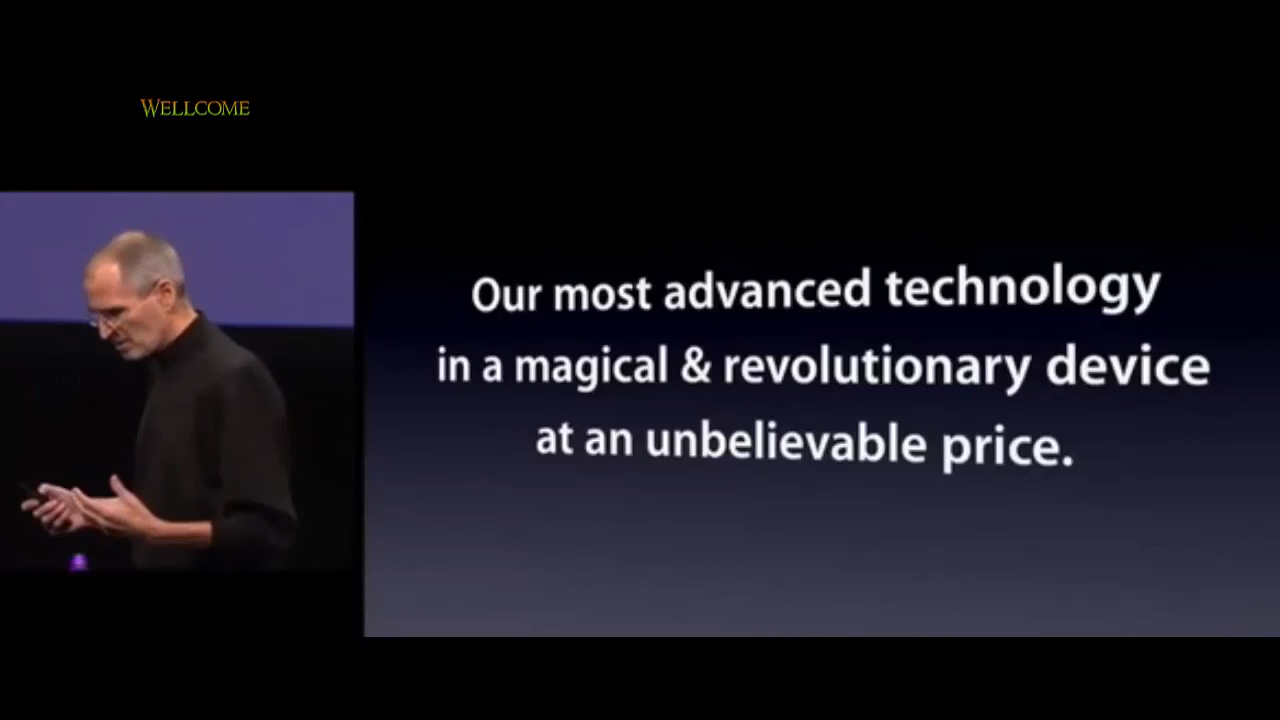 WELLCOME
Our most advanced technology
in a magical & revolutionary device
at an unbelievable price.